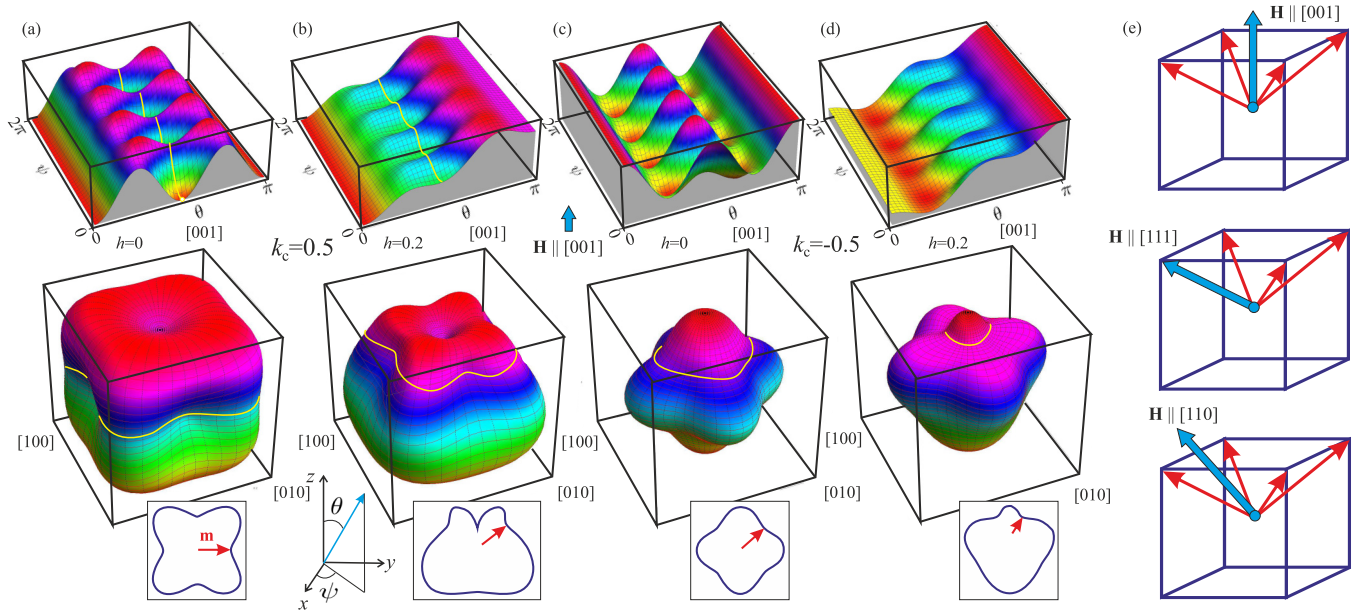 (a)
(b)
(c)
(d)
(e)
H || [001]
2π
ψ
0
0
θ
π
2π
ψ
0
0
θ
π
2π
ψ
0
0
θ
π
2π
ψ
0
0
θ
π
h=0
[001]
k_c=0.5
h=0.2
[001]
H || [001]
h=0
[001]
k_c=-0.5
h=0.2
[001]
H || [111]
H || [110]
[100]
[010]
[100]
[010]
[100]
[100]
[010]
m
z
θ
y
x
ψ